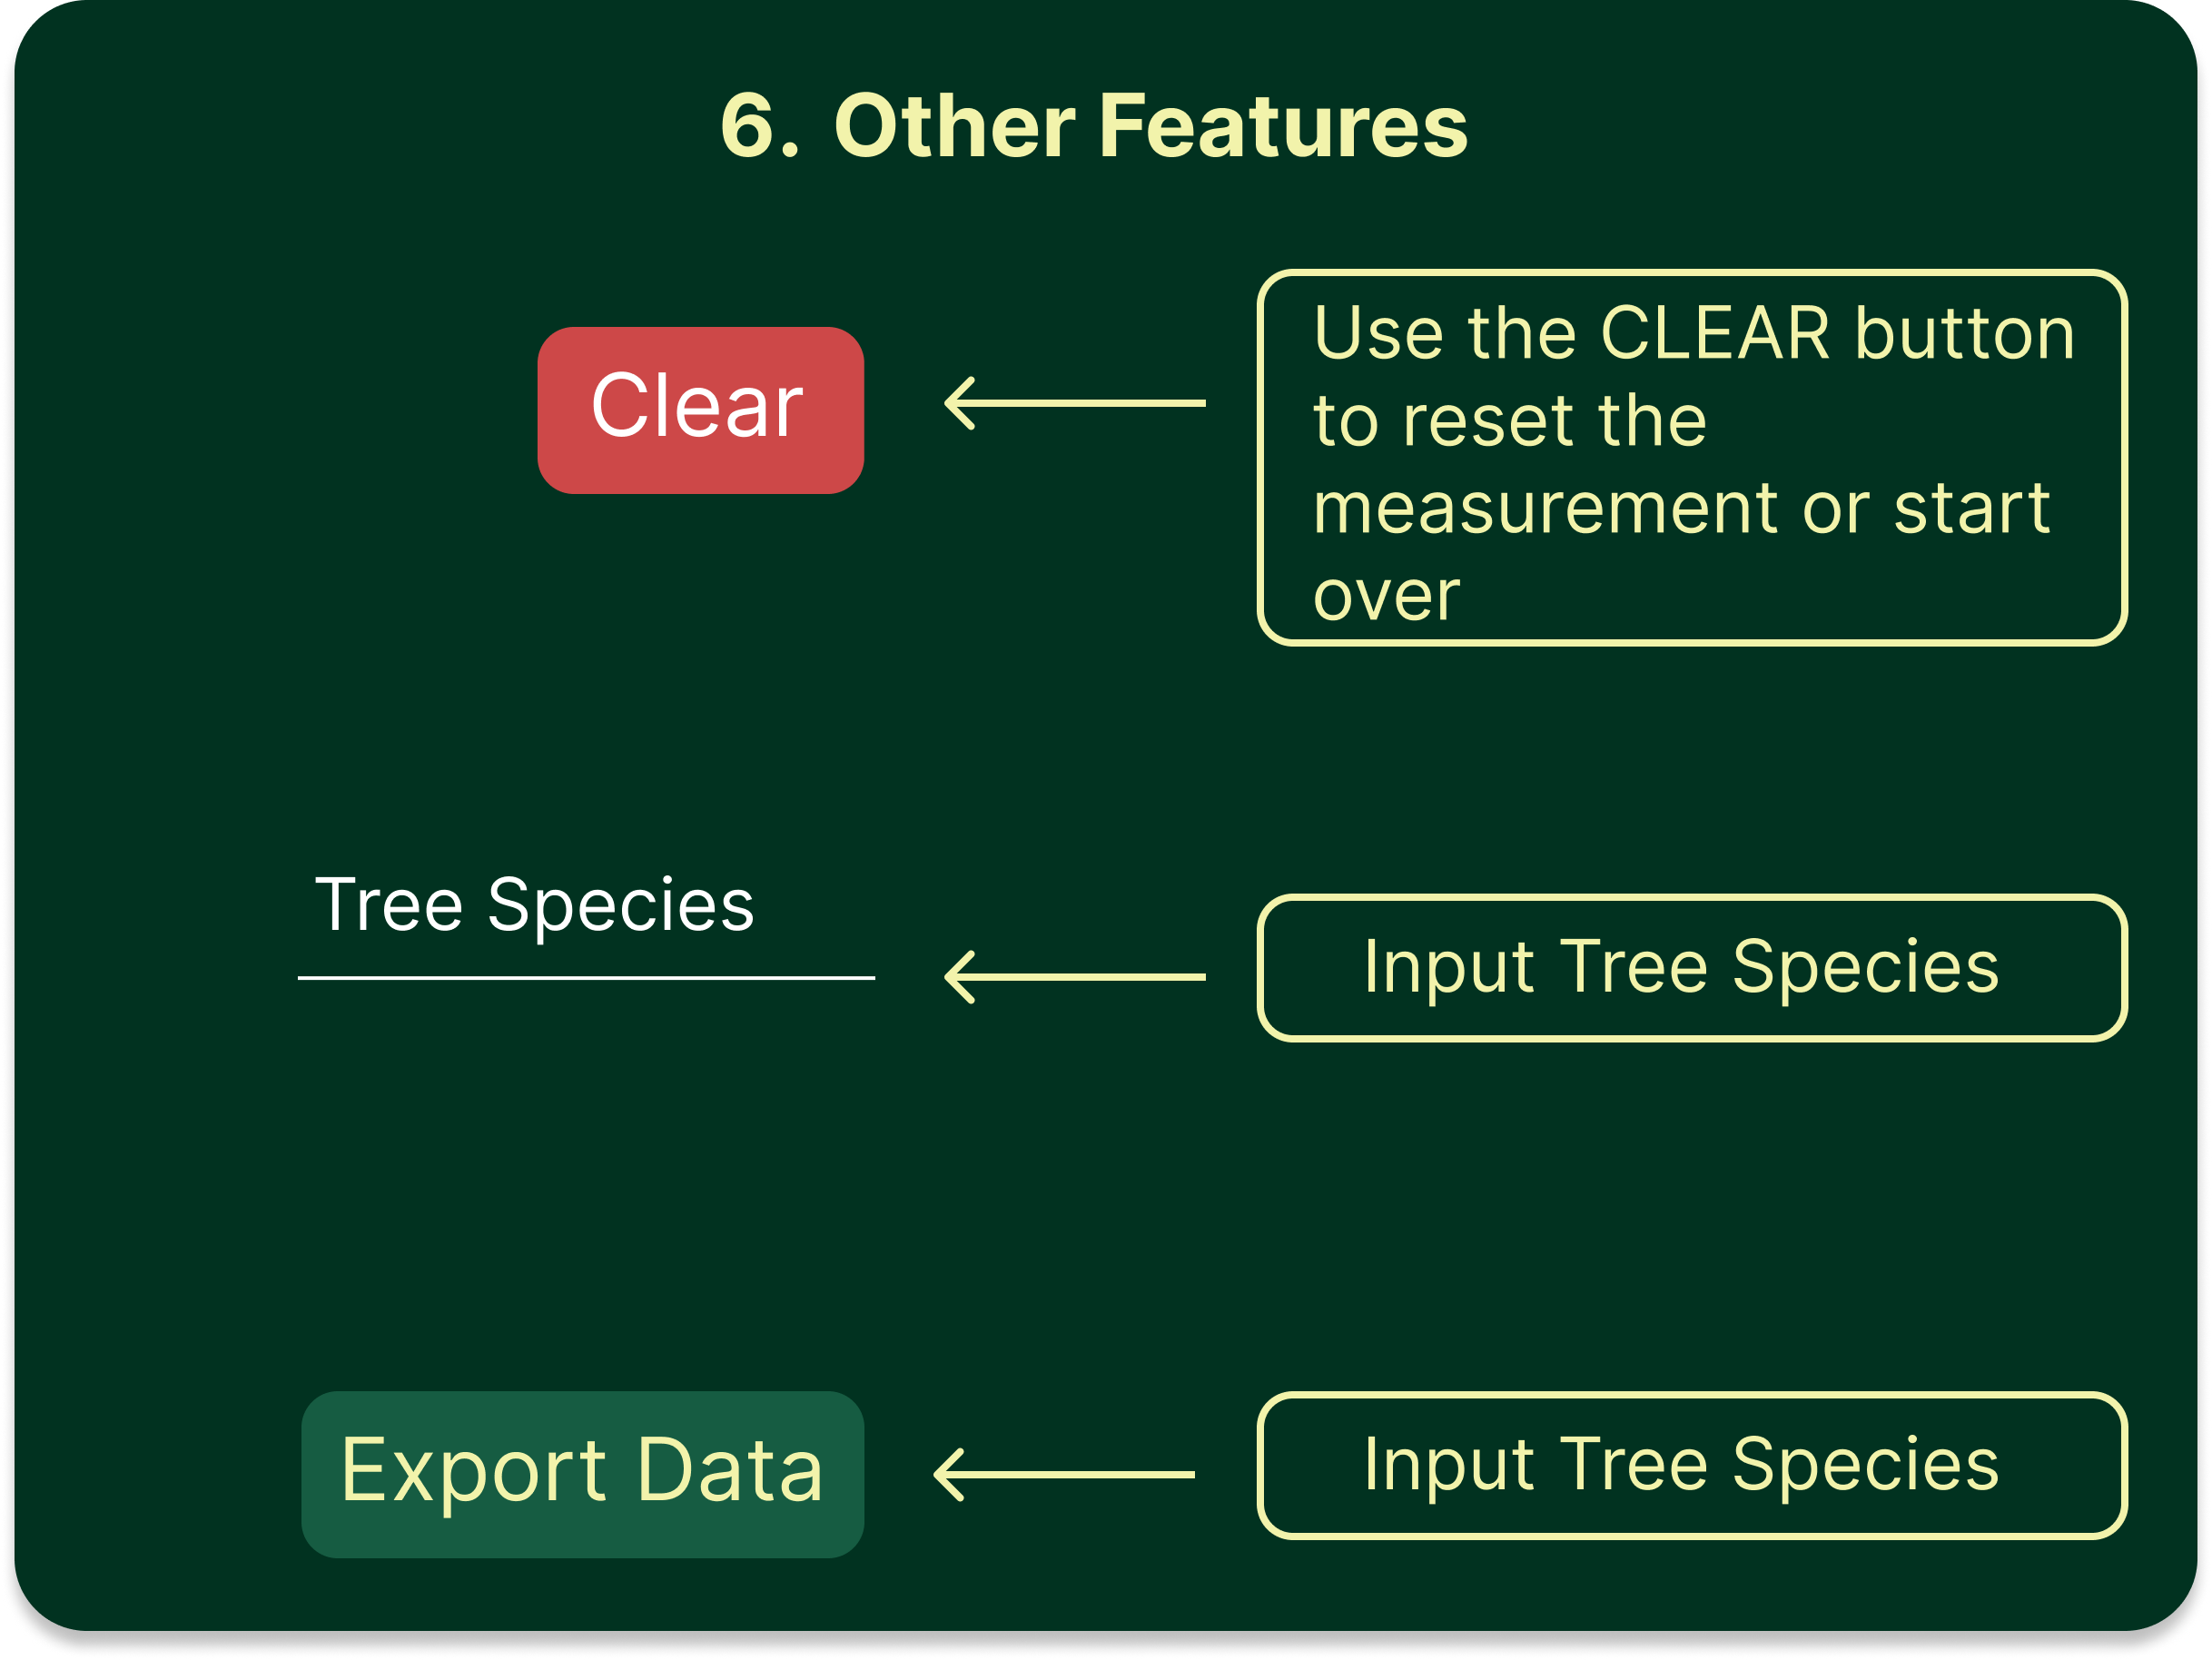 6. Other Features
Clear
Use the CLEAR button
to reset the
measurement or start
over
Tree Species
Input Tree Species
Export Data
Input Tree Species